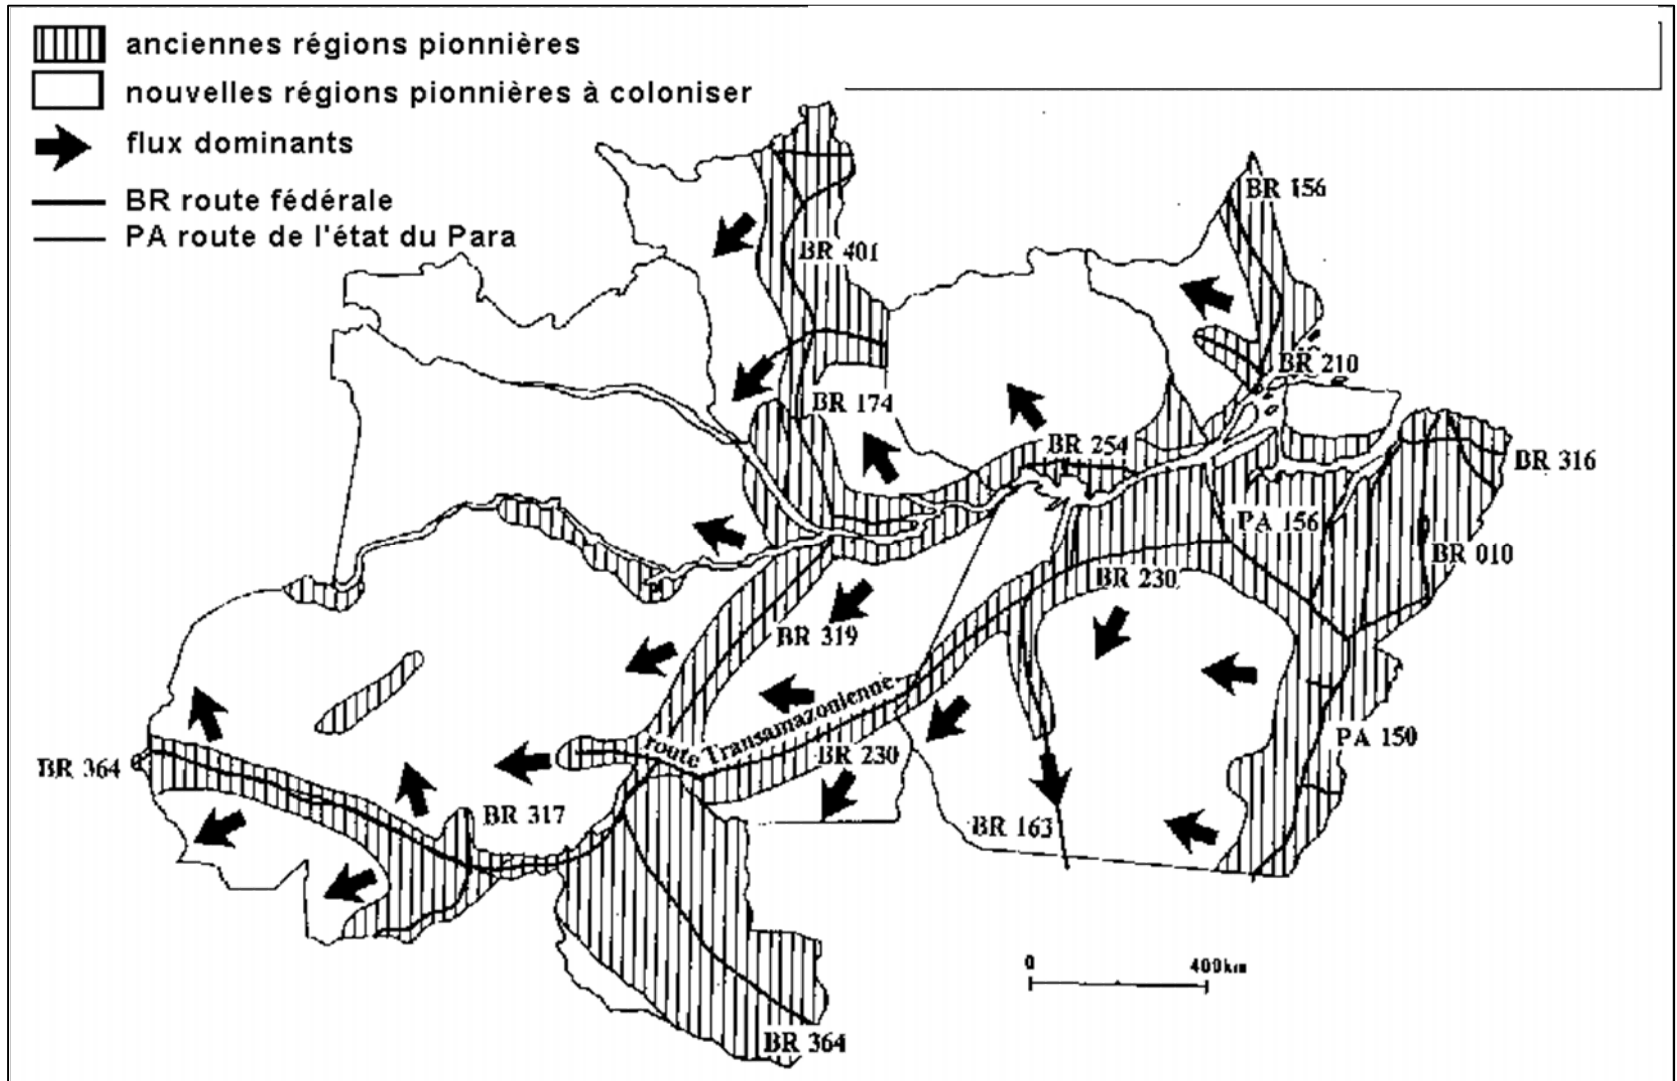 anciennes régions pionnières
nouvelles régions pionnières à coloniser
flux dominants
BR route fédérale
PA route de l'état du Para
BR 156
BR 401
BR 210
BR 174
BR 254
BR 316
PA 156
BR 010
BR 230
BR 319
route Transamazonienne
BR 230
PA 150
BR 364
BR 317
BR 163
0 400km
BR 364